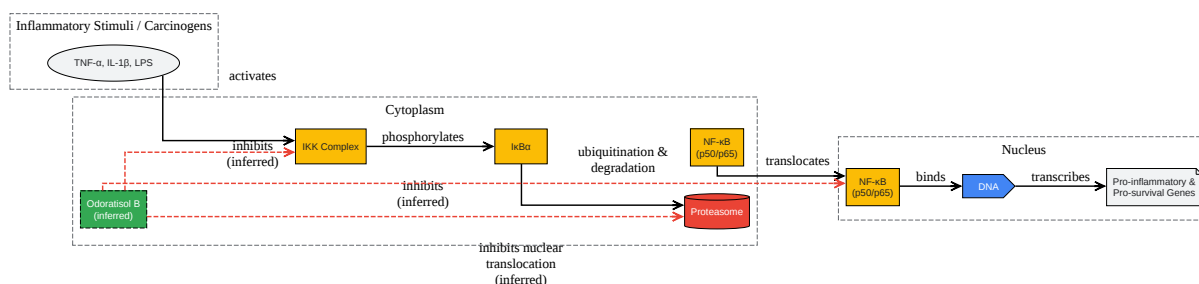 Inflammatory Stimuli / Carcinogens
TNF-α, IL-1β, LPS
activates
Cytoplasm
inhibits
(inferred)
IKK Complex
phosphorylates
IκBα
ubiquitination &
degradation
NF-κB
(p50/p65)
translocates
Odoratisol B
(inferred)
inhibits
(inferred)
Proteasome
inhibits nuclear
translocation
(inferred)
Nucleus
NF-κB
(p50/p65)
binds
DNA
transcribes
Pro-inflammatory &
Pro-survival Genes